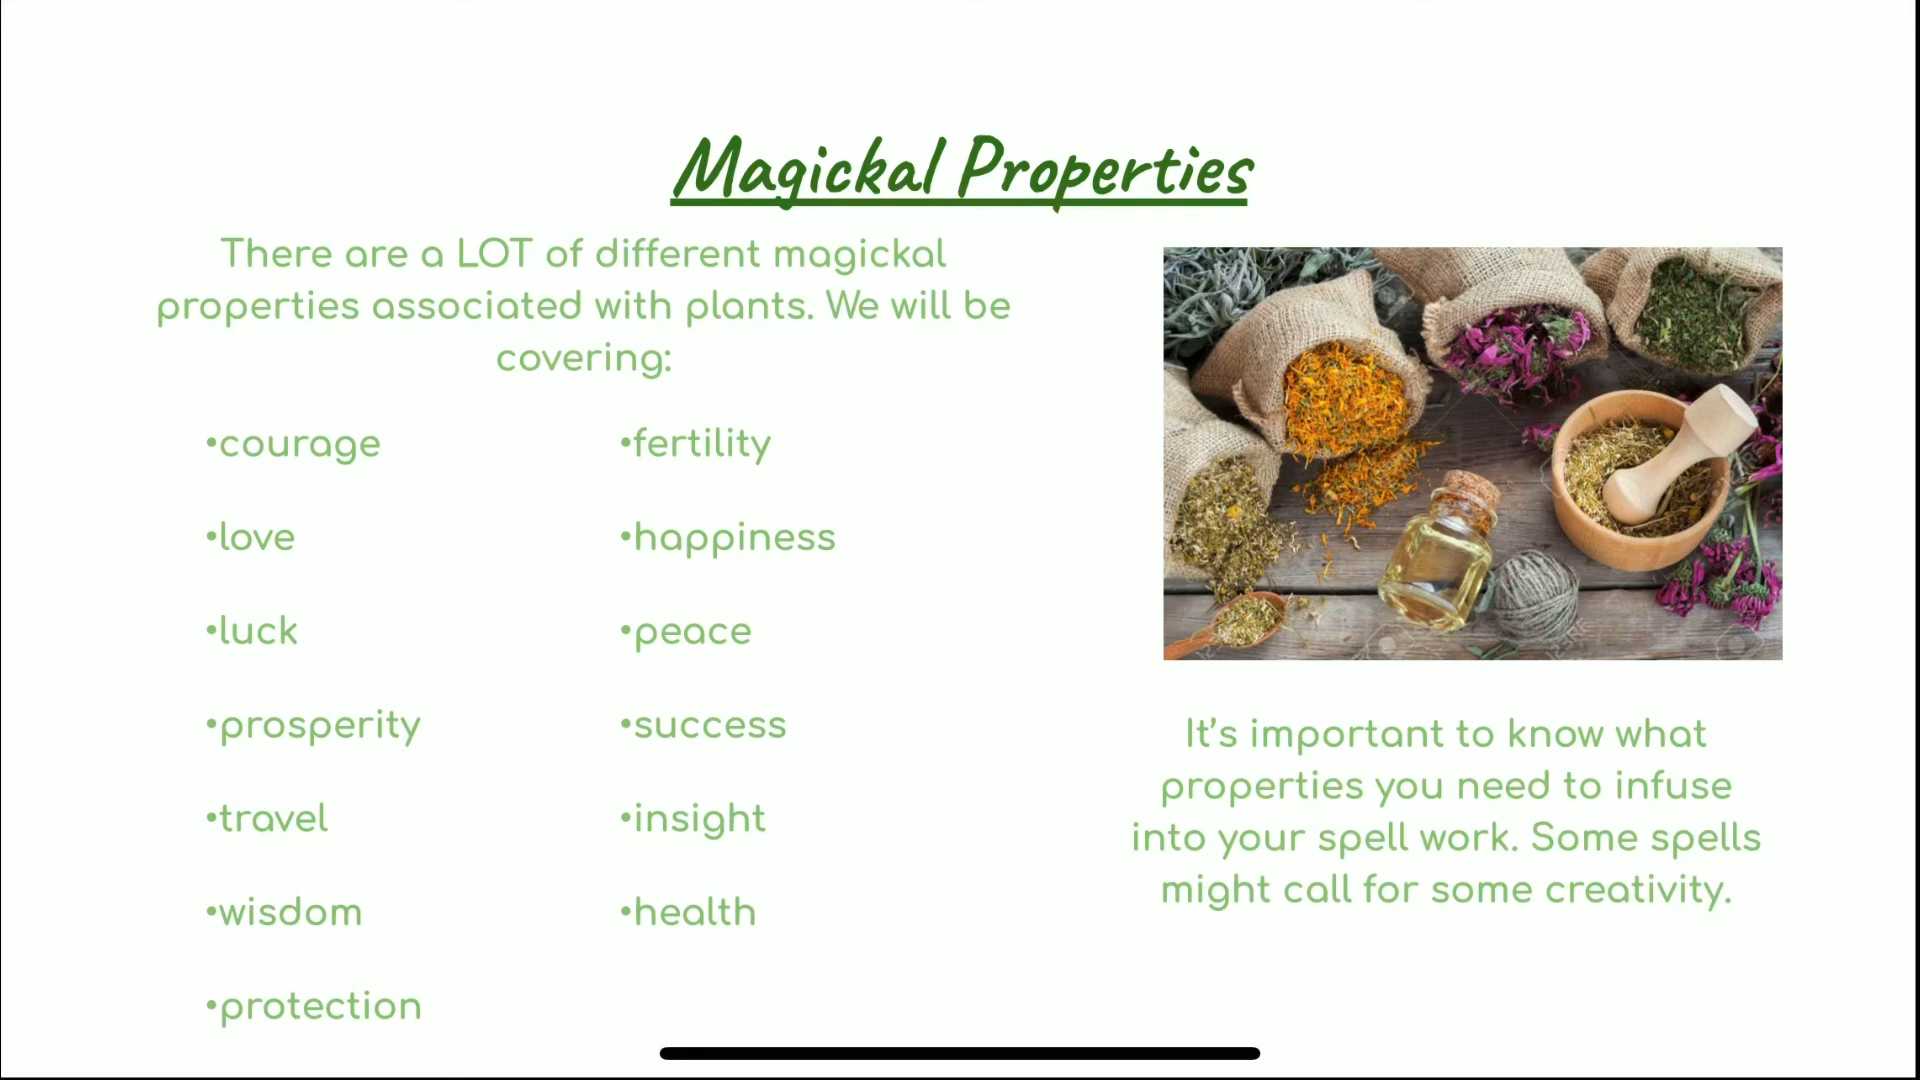 Magickal Properties
There are a LOT of different magickal
properties associated with plants. We will be
covering:
•courage
•love
•luck
•prosperity
•travel
•wisdom
•protection
•fertility
•happiness
•peace
•success
•insight
•health
It’s important to know what
properties you need to infuse
into your spell work. Some spells
might call for some creativity.